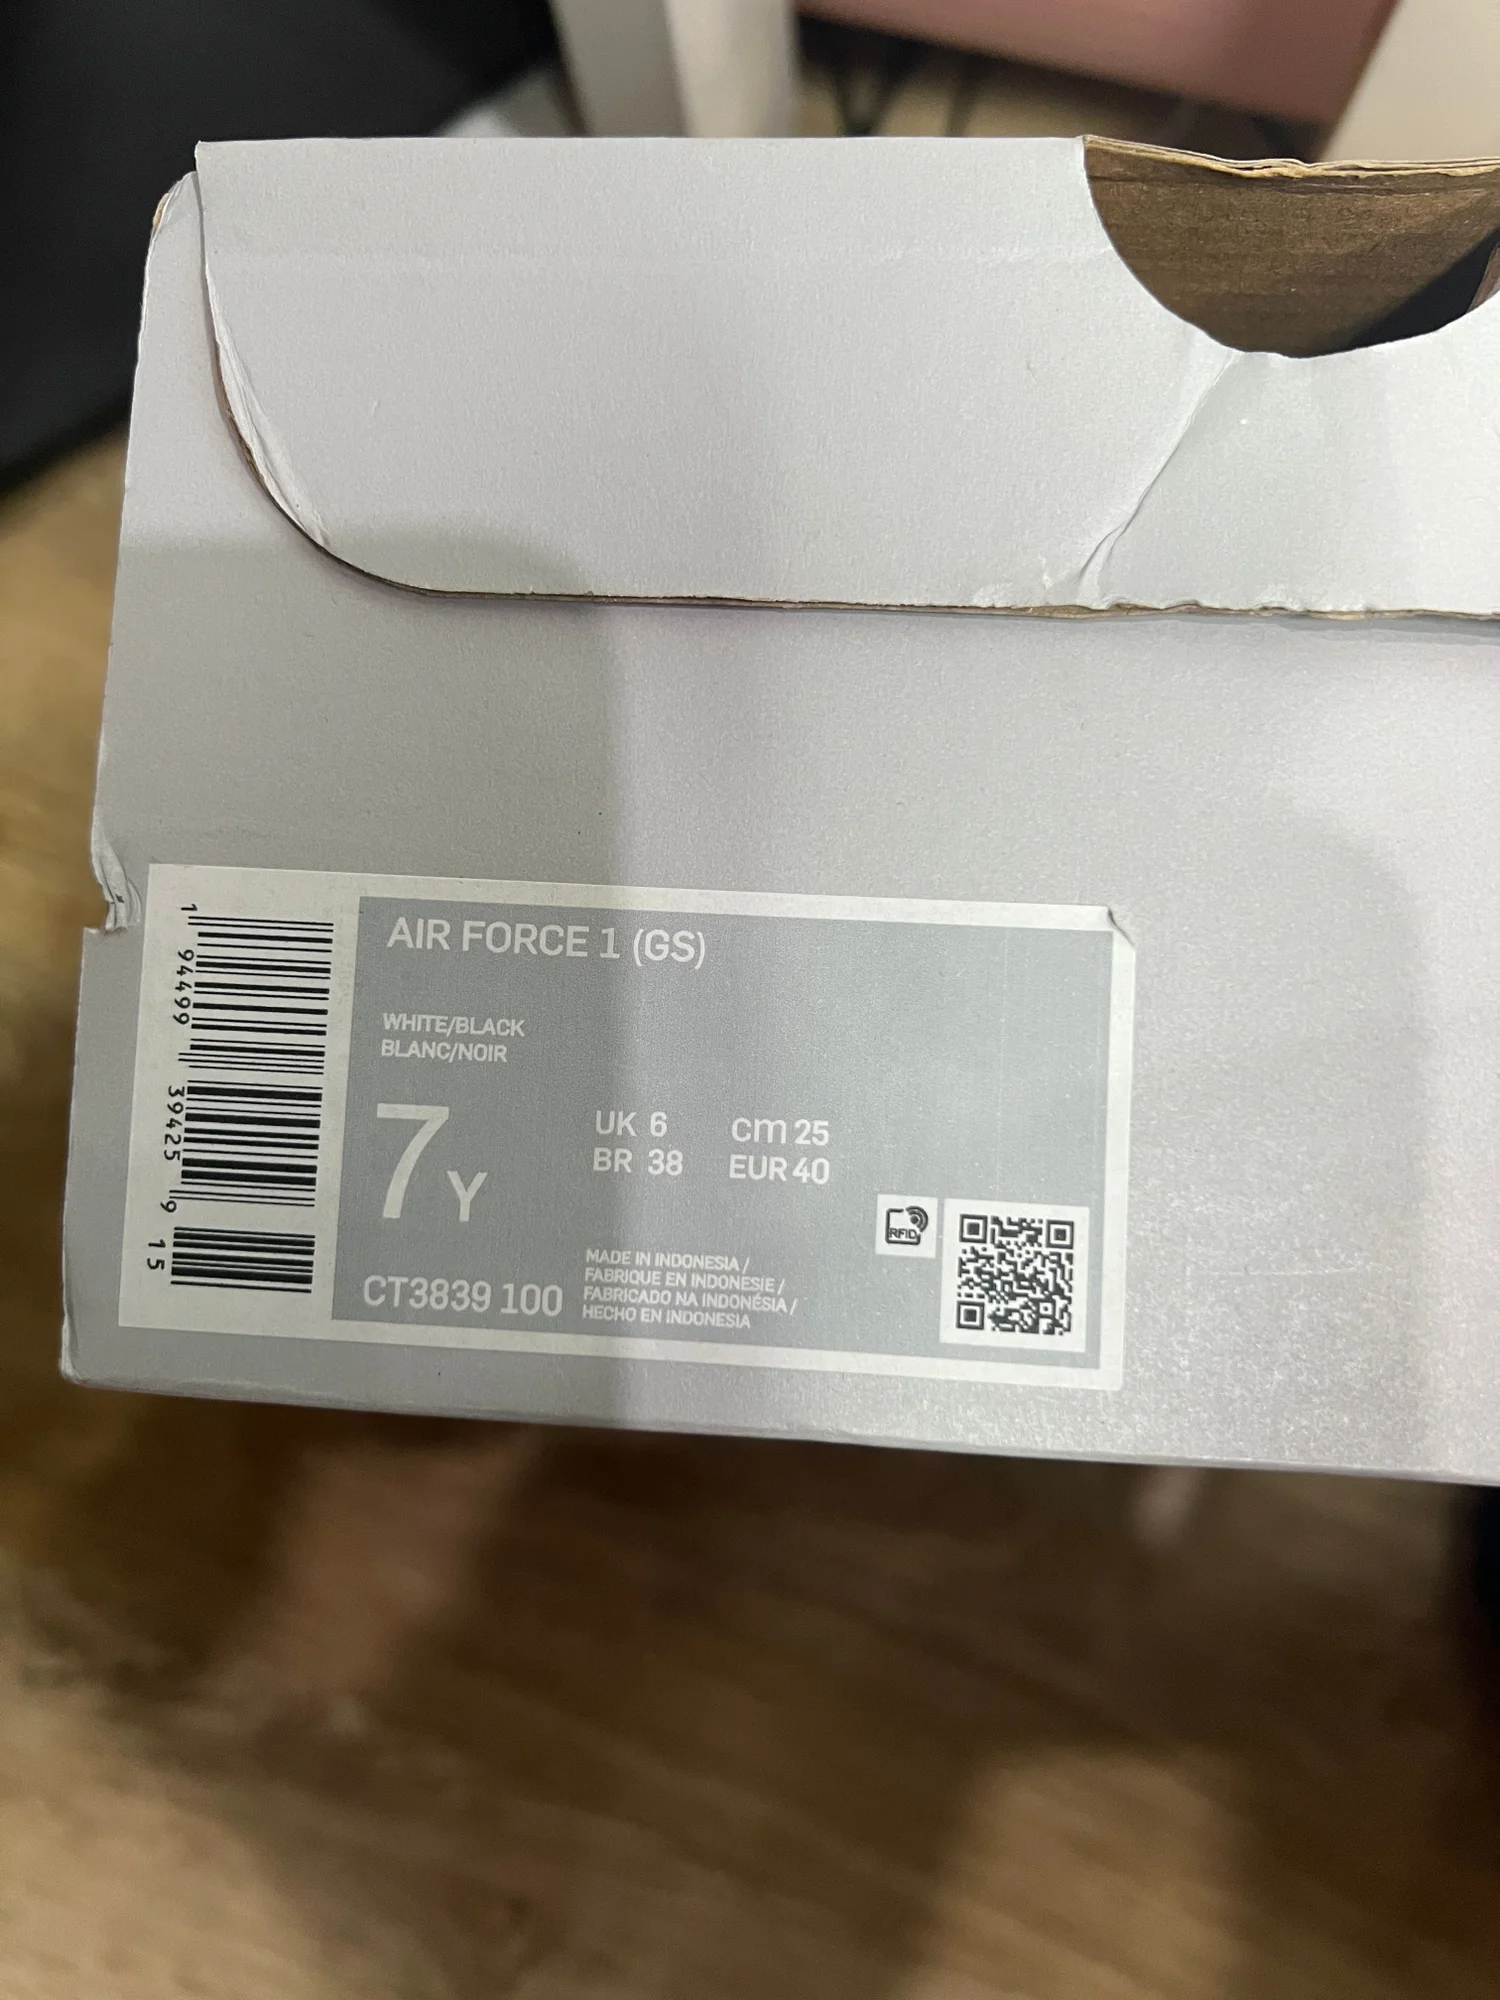 AIR FORCE 1 (GS)
WHITE/BLACK
BLANC/NOIR
7Y
UK 6 cm 25
BR 38 EUR 40
CT3839 100
MADE IN INDONESIA /
FABRIQUE EN INDONESIE /
FABRICADO NA INDONÉSIA /
HECHO EN INDONESIA
RFID
1 94499 39425 9 15